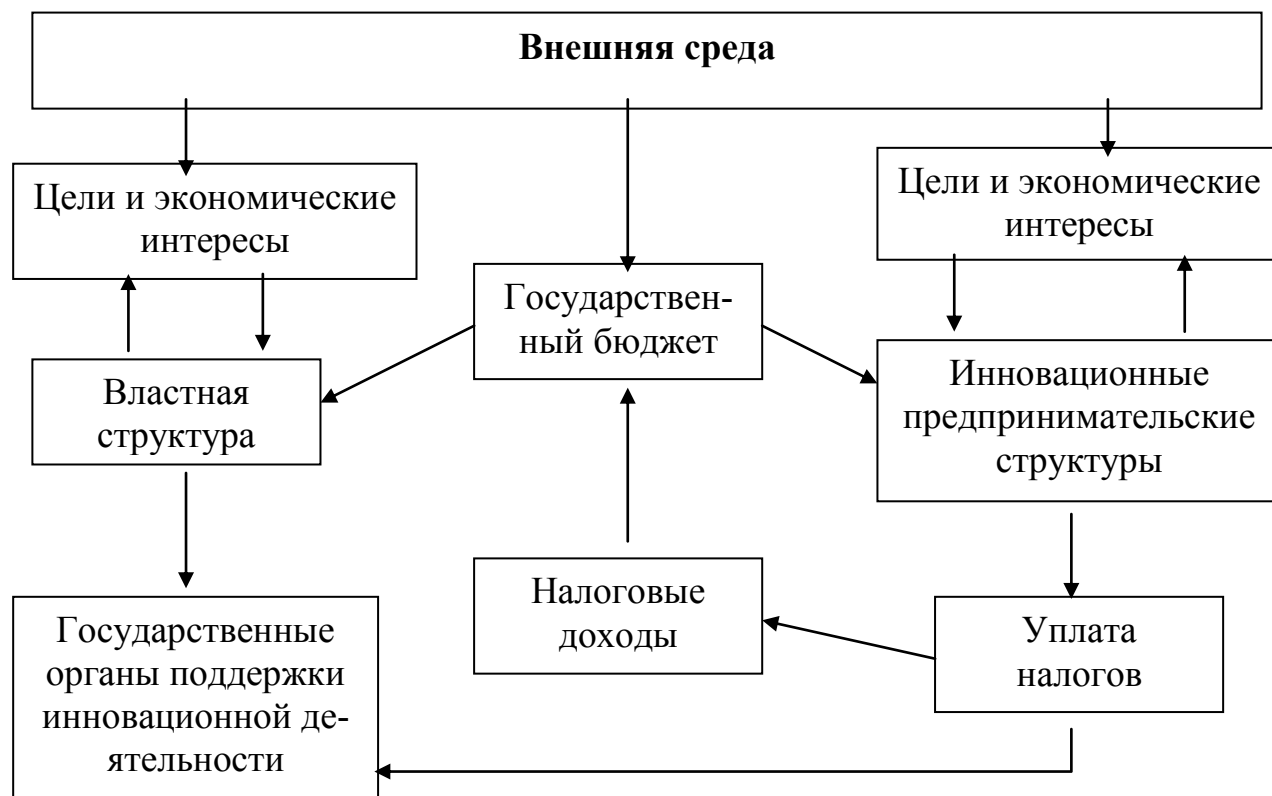 Внешняя среда
Цели и экономические
интересы
Цели и экономические
интересы
Государствен-
ный бюджет
Властная
структура
Инновационные
предпринимательские
структуры
Государственные
органы поддержки
инновационной де-
ятельности
Налоговые
доходы
Уплата
налогов